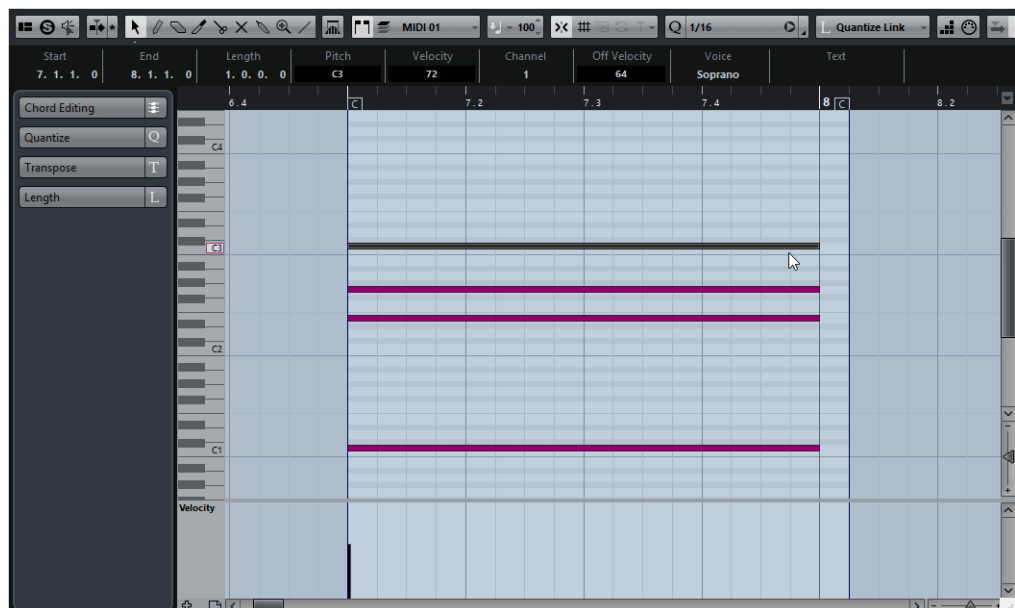 MIDI 01 100 Q 1/16 L Quantize Link
Start End Length Pitch Velocity Channel Off Velocity Voice Text
7. 1. 1. 0 8. 1. 1. 0 1. 0. 0. 0 C3 72 1 64 Soprano
6.4 C 7.2 7.3 7.4 8 C 8.2
Chord Editing
Quantize Q
Transpose T
Length L
C4
C3
C2
C1
Velocity